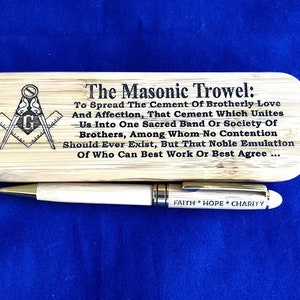 The Masonic Trowel:
To Spread The Cement Of Brotherly Love
And Affection, That Cement Which Unites
Us Into One Sacred Band Or Society Of
Brothers, Among Whom No Contention
Should Ever Exist, But That Noble Emulation
Of Who Can Best Work Or Best Agree ...
G
FAITH * HOPE * CHARITY